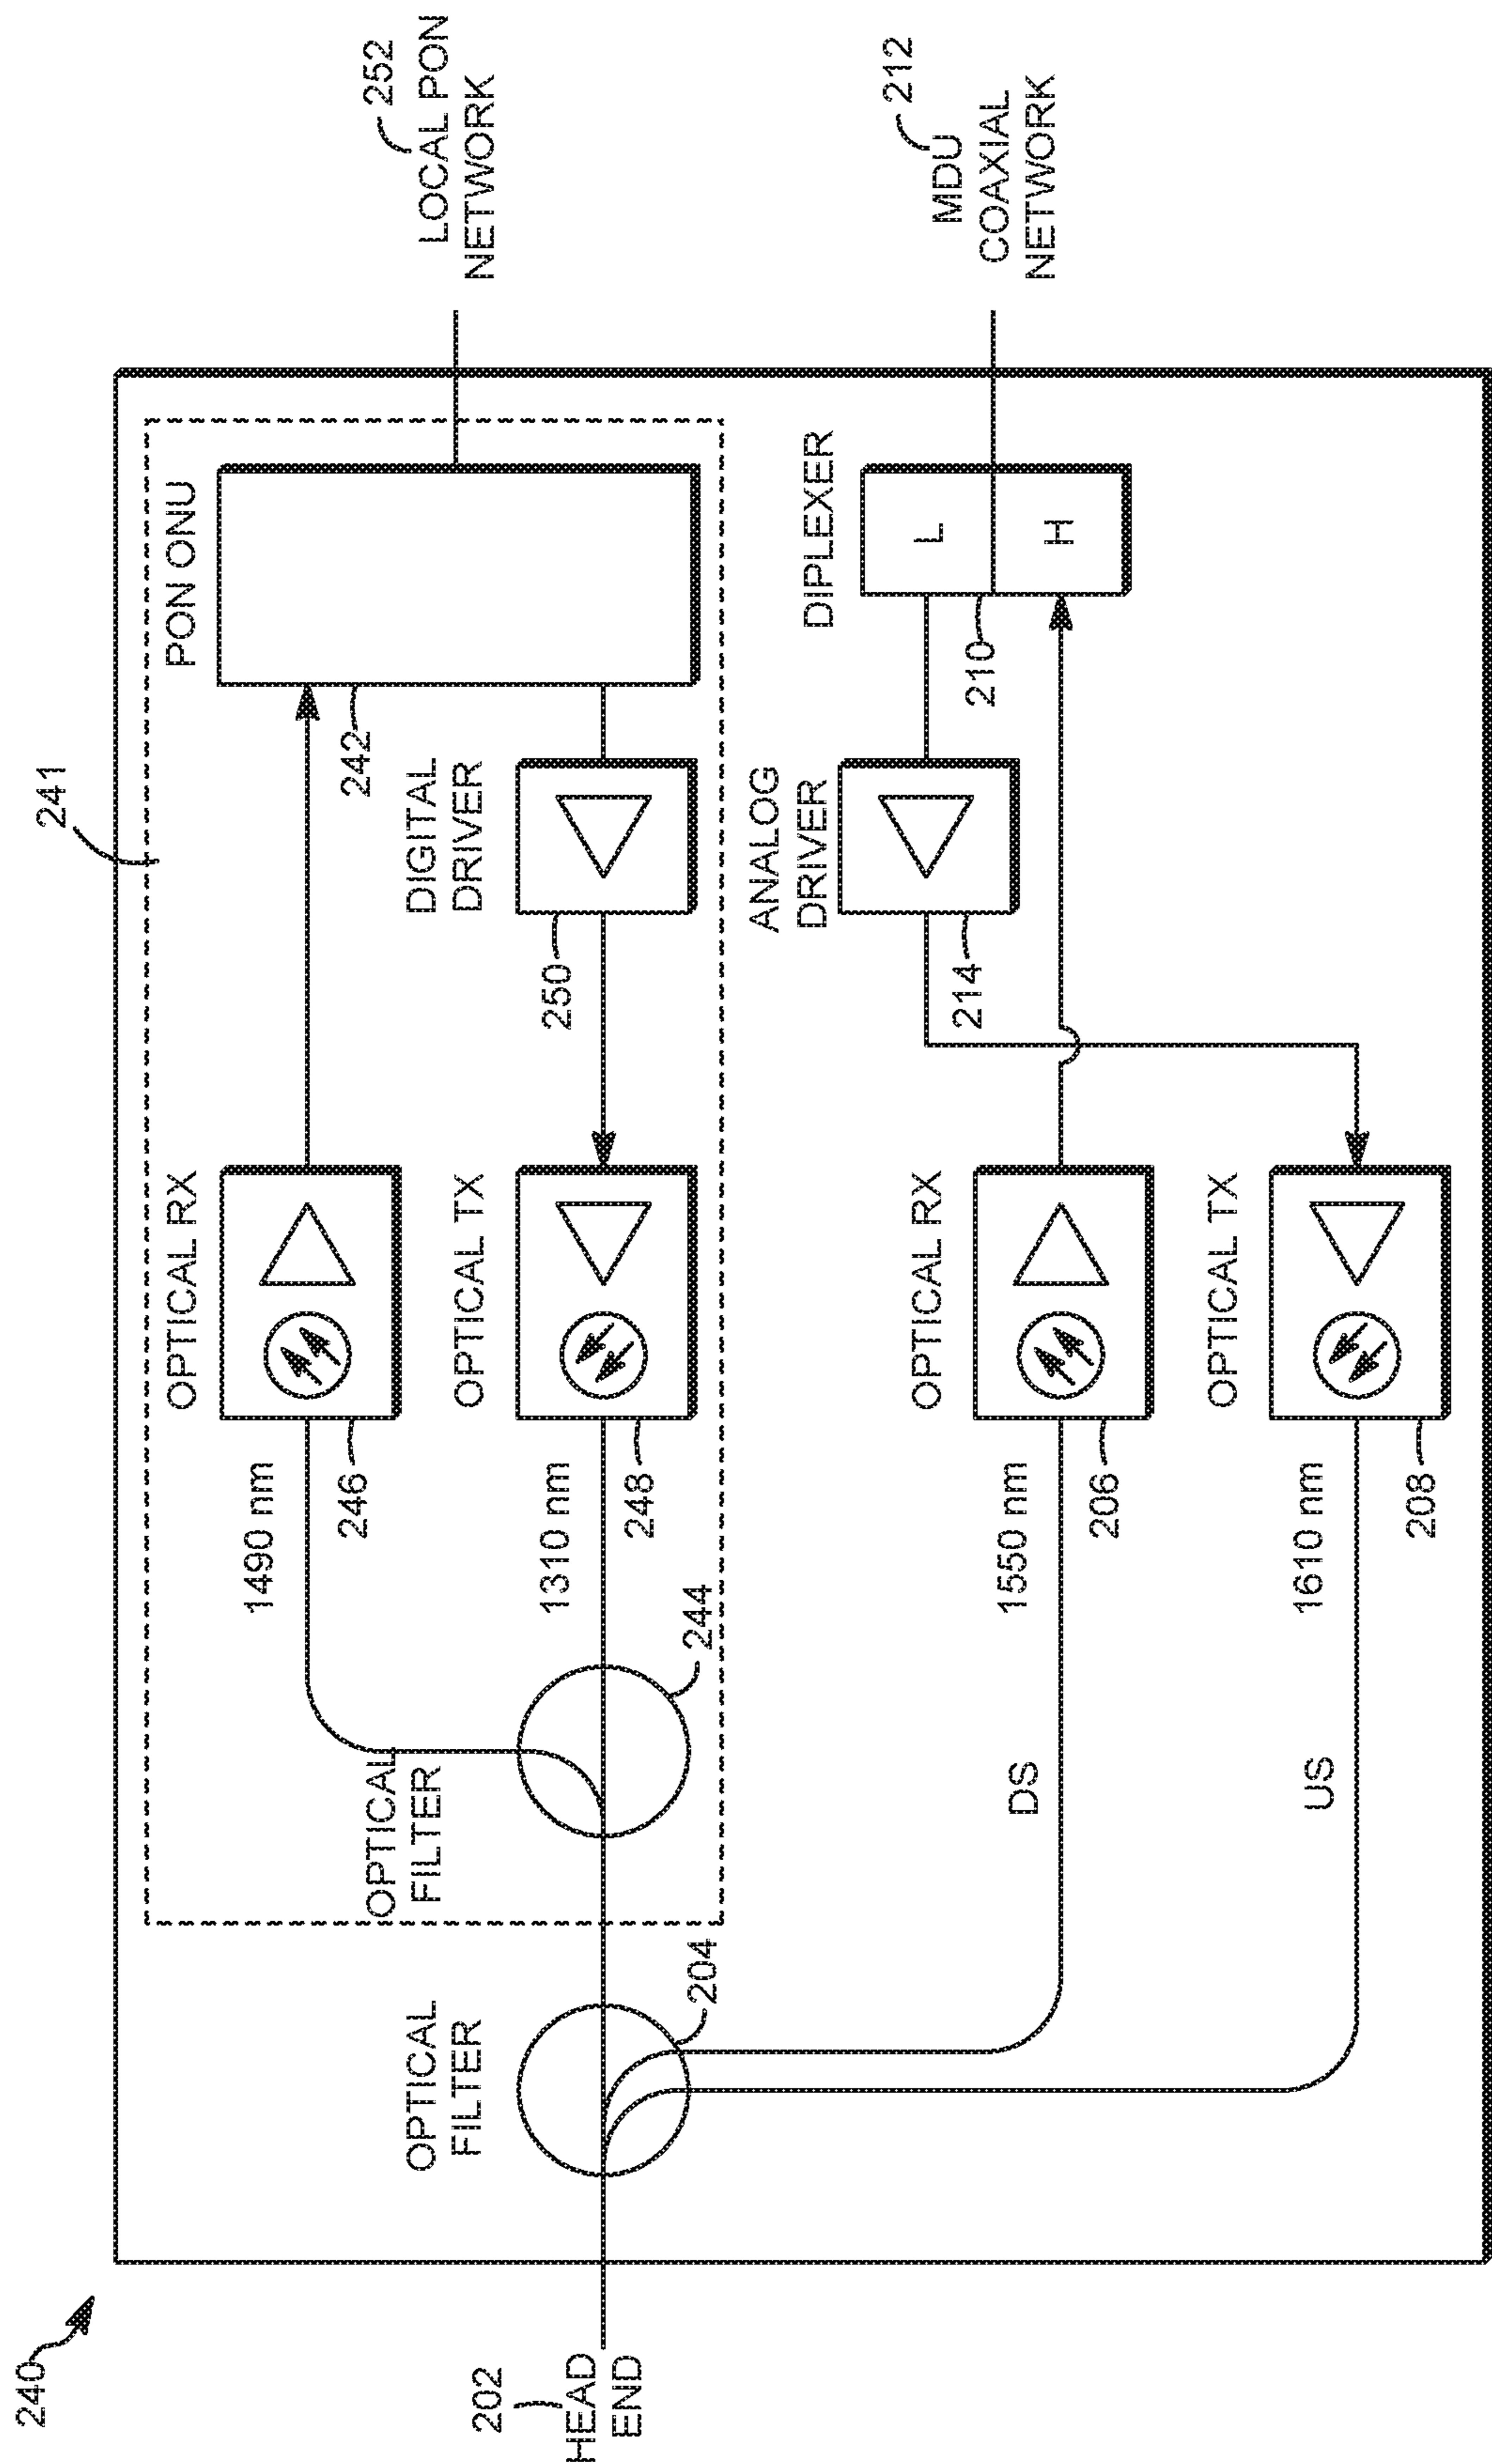 240
241
202
HEAD
END
OPTICAL
FILTER
204
OPTICAL
FILTER
244
1490 nm
246
OPTICAL RX
1310 nm
248
OPTICAL TX
DIGITAL
DRIVER
250
PON ONU
242
252
LOCAL PON
NETWORK
DS
1550 nm
206
OPTICAL RX
US
1610 nm
208
OPTICAL TX
ANALOG
DRIVER
214
DIPLEXER
L
H
210
212
MDU
COAXIAL
NETWORK